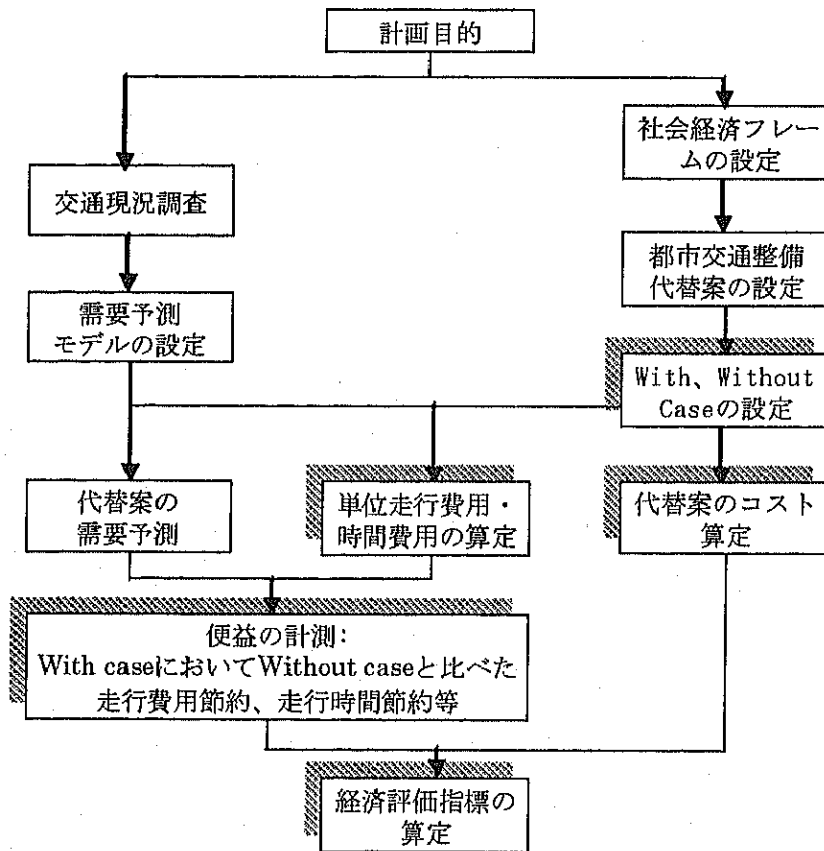 計画目的
社会経済フレー
ムの設定
交通現況調査
都市交通整備
代替案の設定
需要予測
モデルの設定
With、Without
Caseの設定
代替案の
需要予測
単位走行費用・
時間費用の算定
代替案のコスト
算定
便益の計測:
With caseにおいてWithout caseと比べた
走行費用節約、走行時間節約等
経済評価指標の
算定